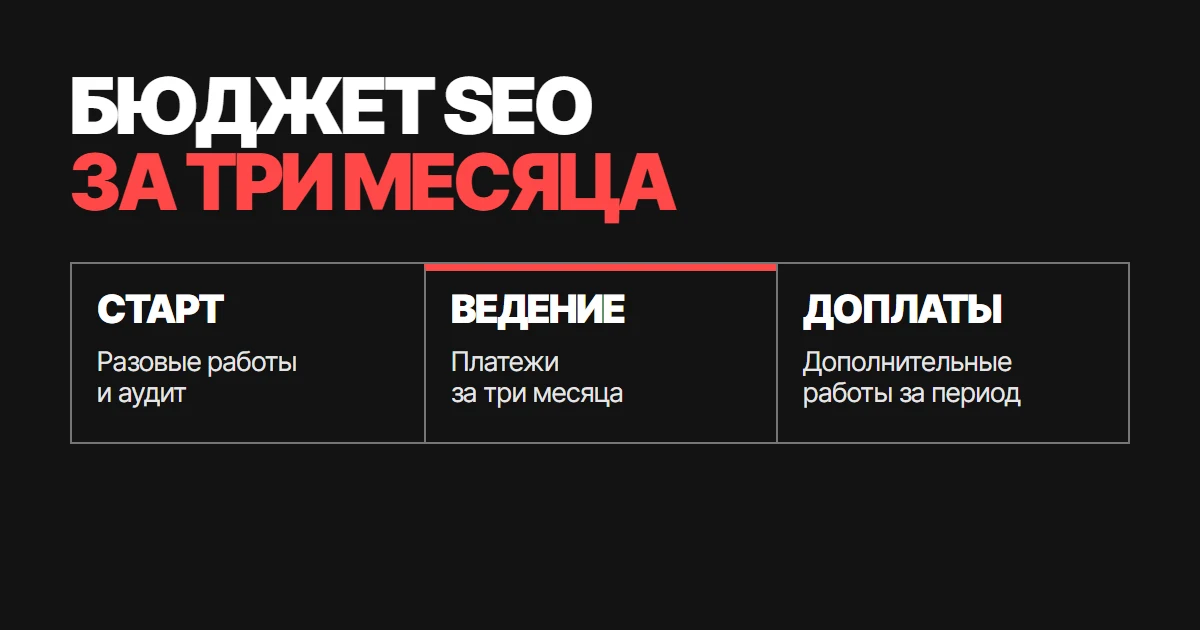 БЮДЖЕТ SEO
ЗА ТРИ МЕСЯЦА
СТАРТ
Разовые работы
и аудит
ВЕДЕНИЕ
Платежи
за три месяца
ДОПЛАТЫ
Дополнительные
работы за период